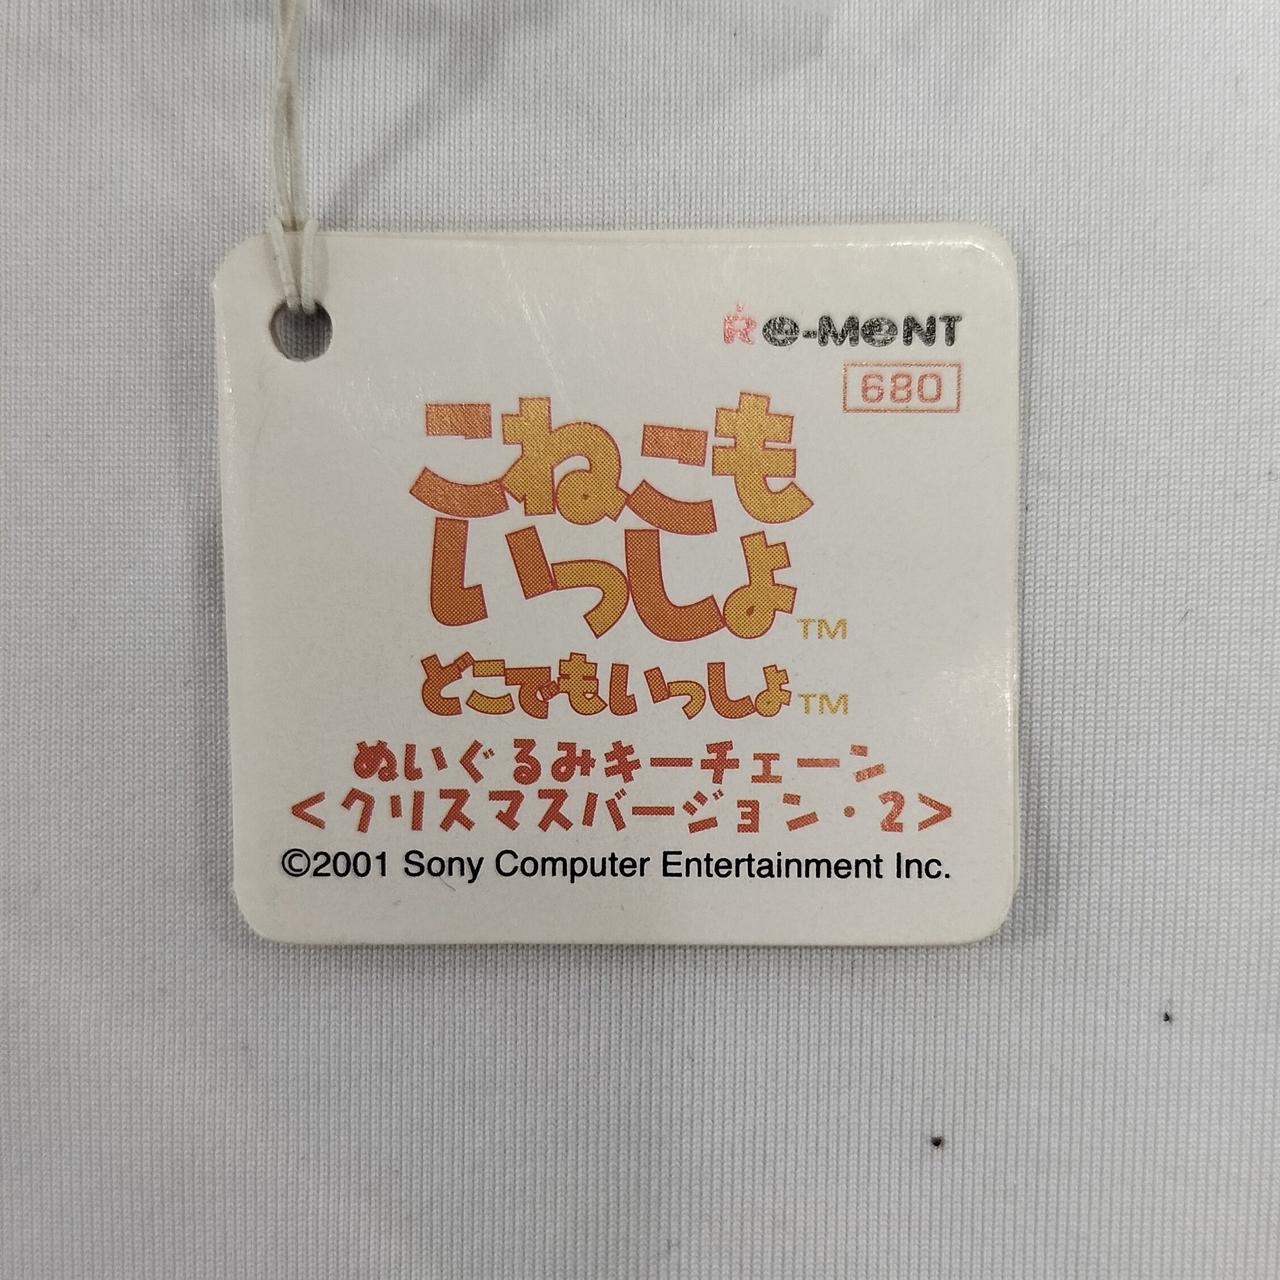 Re-MeNT
680
こねこも
いっしょ™
どこでもいっしょ™
ぬいぐるみキーチェーン
<クリスマスバージョン・2>
©2001 Sony Computer Entertainment Inc.